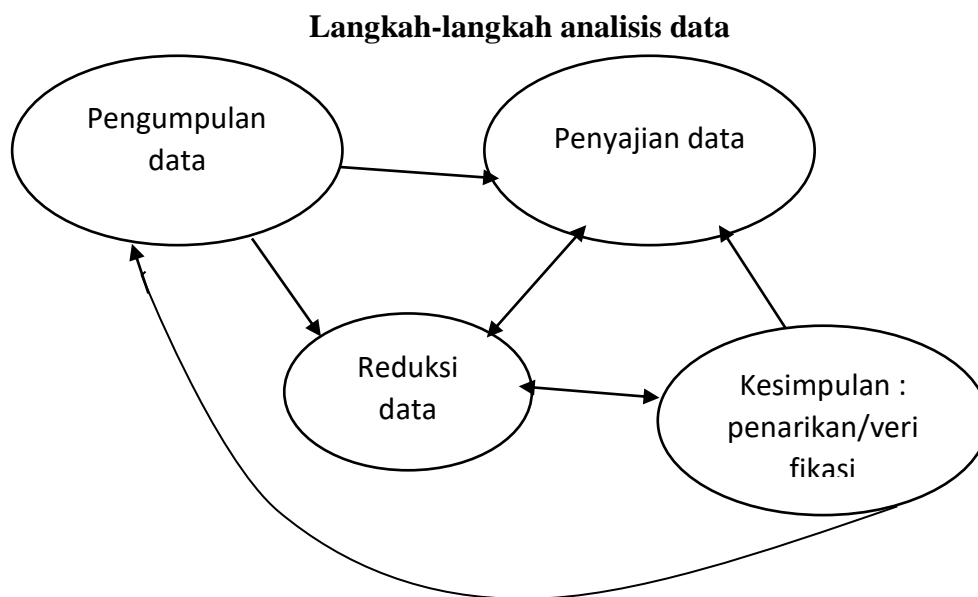 Langkah-langkah analisis data
Pengumpulan
data
Penyajian data
Reduksi
data
Kesimpulan :
penarikan/veri
fikasi